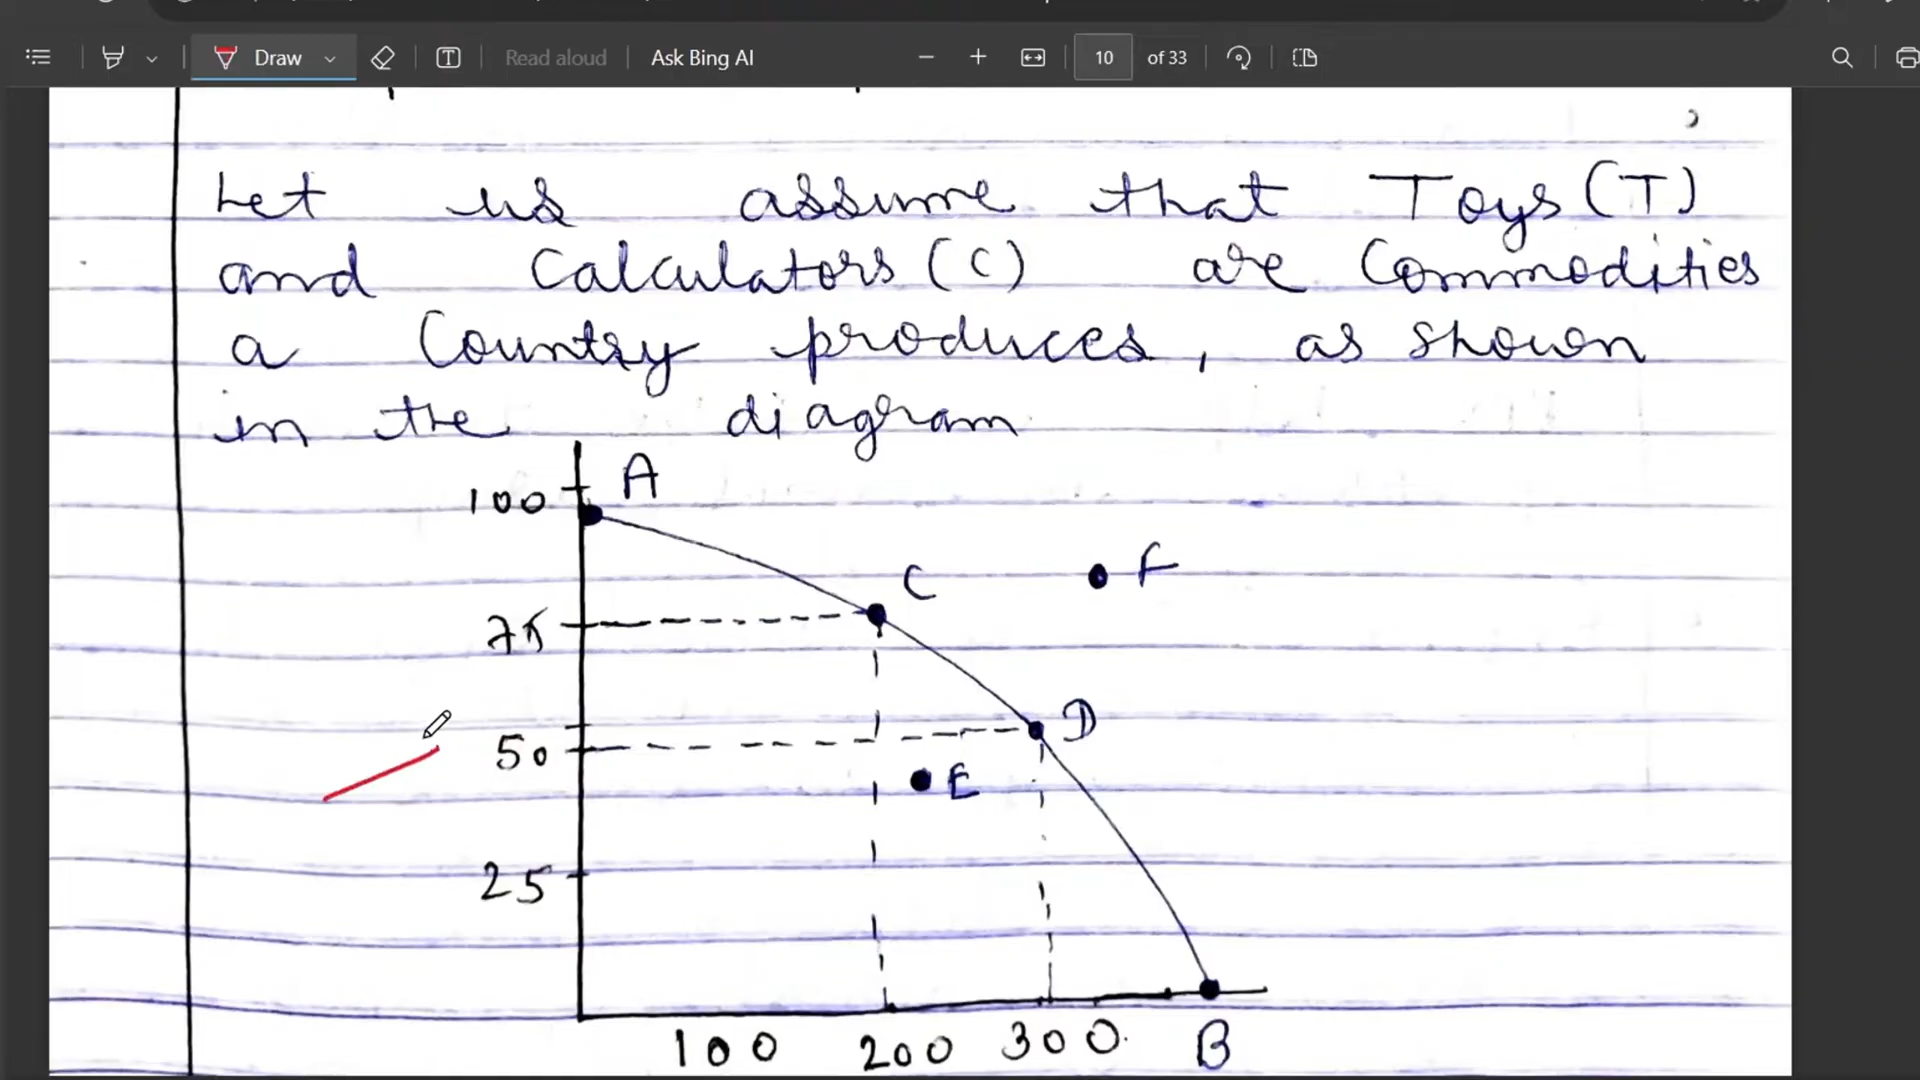 Draw
Read aloud
Ask Bing AI
10 of 33
Let us assume that Toys (T)
and Calculators (C) are Commodities
a Country produces, as shown
in the diagram
100 A
C F
75
D
50
E
25
100 200 300 B